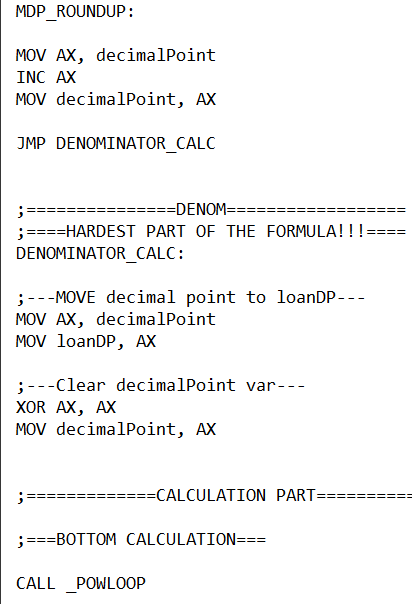 MDP_ROUNDUP:
MOV AX, decimalPoint
INC AX
MOV decimalPoint, AX
JMP DENOMINATOR_CALC
;===============DENOM==================
;====HARDEST PART OF THE FORMULA!!!====
DENOMINATOR_CALC:
;---MOVE decimal point to loanDP---
MOV AX, decimalPoint
MOV loanDP, AX
;---Clear decimalPoint var---
XOR AX, AX
MOV decimalPoint, AX
;=============CALCULATION PART==========
;===BOTTOM CALCULATION===
CALL _POWLOOP